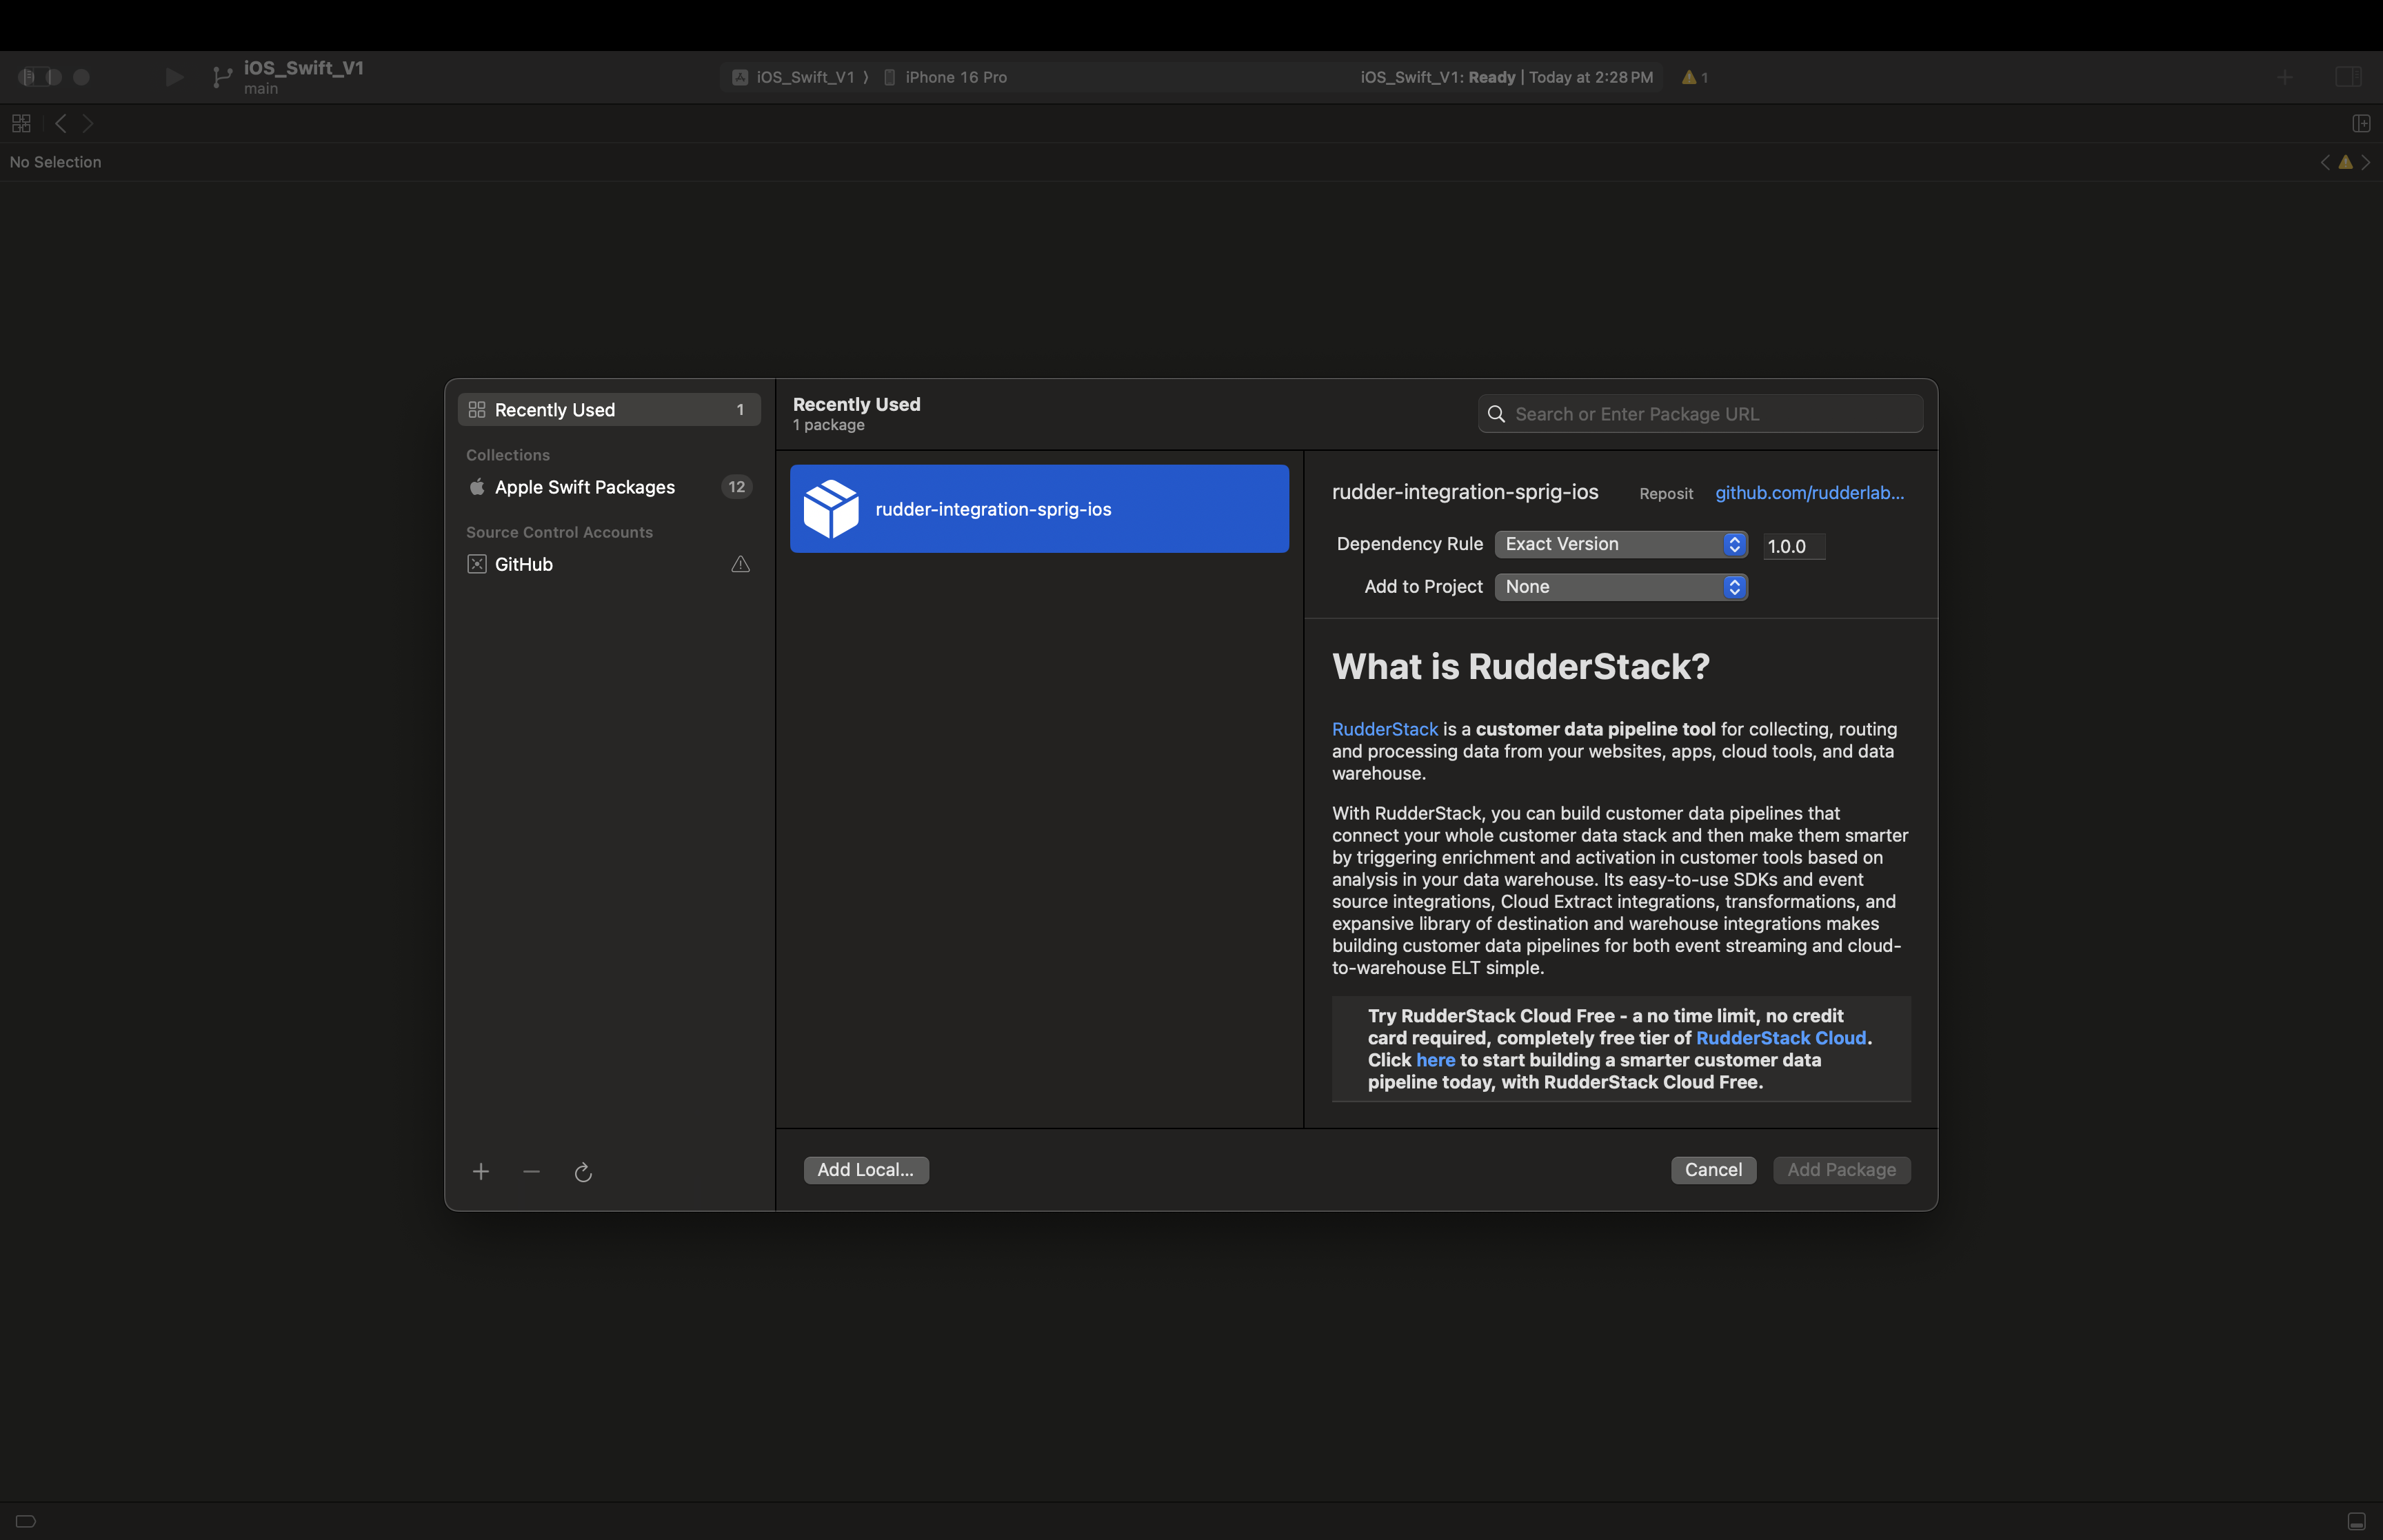 iOS_Swift_V1
main
iOS_Swift_V1 ⟩ iPhone 16 Pro
iOS_Swift_V1: Ready | Today at 2:28 PM
1
No Selection
Recently Used 1
Collections
Apple Swift Packages 12
Source Control Accounts
GitHub
Recently Used
1 package
Search or Enter Package URL
rudder-integration-sprig-ios
rudder-integration-sprig-ios Reposit github.com/rudderlab...
Dependency Rule Exact Version 1.0.0
Add to Project None
What is RudderStack?
RudderStack is a customer data pipeline tool for collecting, routing
and processing data from your websites, apps, cloud tools, and data
warehouse.
With RudderStack, you can build customer data pipelines that
connect your whole customer data stack and then make them smarter
by triggering enrichment and activation in customer tools based on
analysis in your data warehouse. Its easy-to-use SDKs and event
source integrations, Cloud Extract integrations, transformations, and
expansive library of destination and warehouse integrations makes
building customer data pipelines for both event streaming and cloud-
to-warehouse ELT simple.
Try RudderStack Cloud Free - a no time limit, no credit
card required, completely free tier of RudderStack Cloud.
Click here to start building a smarter customer data
pipeline today, with RudderStack Cloud Free.
Add Local...
Cancel
Add Package